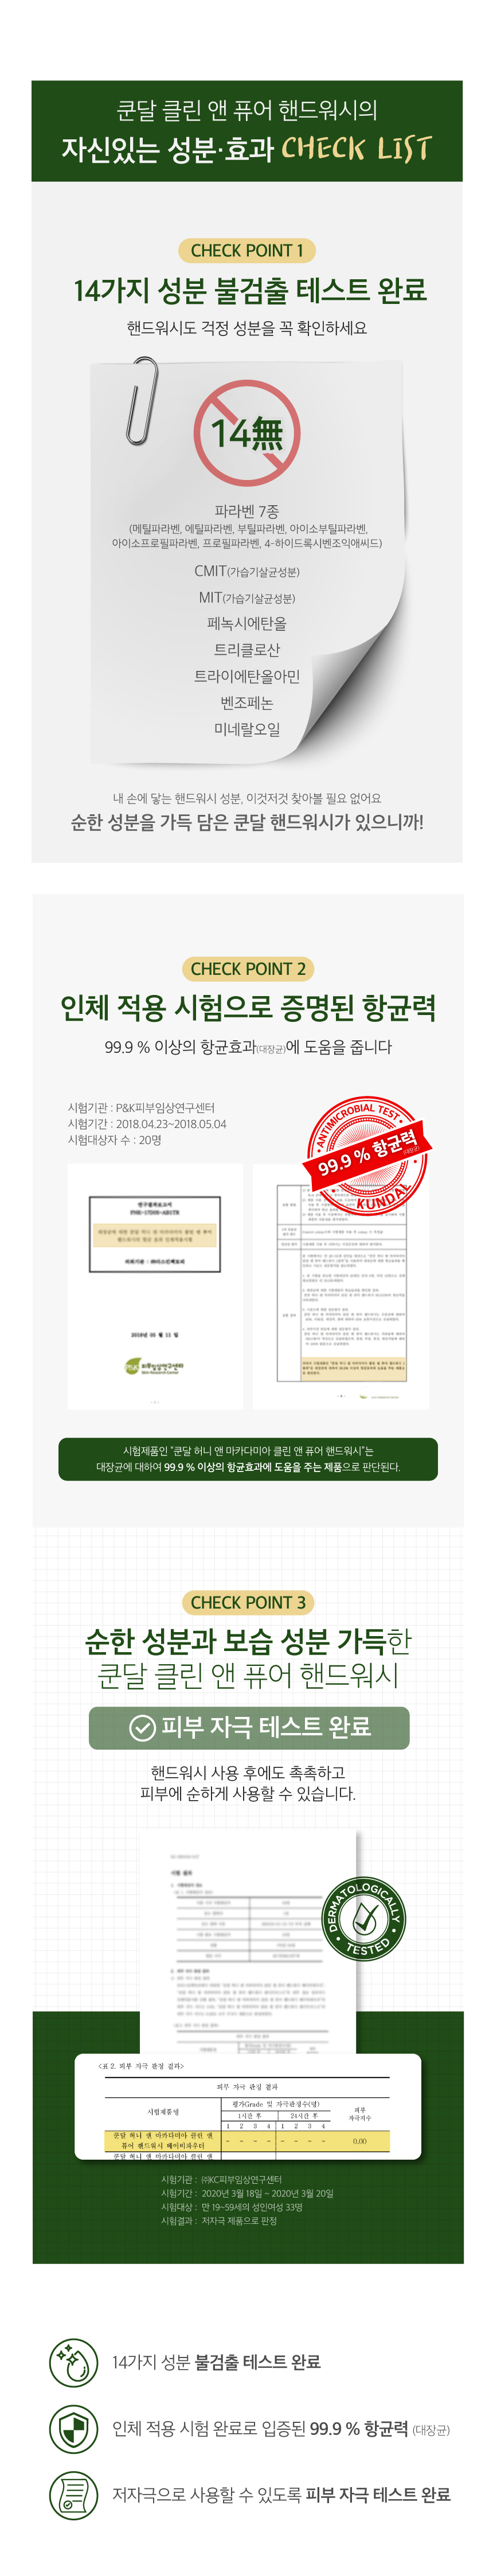 쿤달 클린 앤 퓨어 핸드워시의
자신있는 성분·효과 CHECK LIST
CHECK POINT 1
14가지 성분 불검출 테스트 완료
핸드워시도 걱정 성분을 꼭 확인하세요
14無
파라벤 7종
(메틸파라벤, 에틸파라벤, 부틸파라벤, 아이소부틸파라벤,
아이소프로필파라벤, 프로필파라벤, 4-하이드록시벤조익애씨드)
CMIT(가습기살균성분)
MIT(가습기살균성분)
페녹시에탄올
트리클로산
트라이에탄올아민
벤조페논
미네랄오일
내 손에 닿는 핸드워시 성분, 이것저것 찾아볼 필요 없어요
순한 성분을 가득 담은 쿤달 핸드워시가 있으니까!
CHECK POINT 2
인체 적용 시험으로 증명된 항균력
99.9 % 이상의 항균효과(대장균)에 도움을 줍니다
시험기관 : P&K피부임상연구센터
시험기간 : 2018.04.23~2018.05.04
시험대상자 수 : 20명
ANTIMICROBIAL TEST
99.9 % 항균력
(대장균)
KUNDAL
2018년 05 월 11 일
P&K 피부임상연구센터
Skin Research Center
시험제품인 "쿤달 허니 앤 마카다미아 클린 앤 퓨어 핸드워시"는
대장균에 대하여 99.9 % 이상의 항균효과에 도움을 주는 제품으로 판단된다.
CHECK POINT 3
순한 성분과 보습 성분 가득한
쿤달 클린 앤 퓨어 핸드워시
피부 자극 테스트 완료
핸드워시 사용 후에도 촉촉하고
피부에 순하게 사용할 수 있습니다.
DERMATOLOGICALLY
TESTED
<표 2. 피부 자극 판정 결과>
피부 자극 판정 결과
시험제품명
평가Grade 및 자극판정수(명)
피부
자극지수
1시간 후 24시간 후
1 2 3 4 1 2 3 4
쿤달 허니 앤 마카다미아 클린 앤
퓨어 핸드워시 베이비파우더
- - - - - - - - 0.00
쿤달 허니 앤 마카다미아 클린 앤
시험기관 : ㈜KC피부임상연구센터
시험기간 : 2020년 3월 18일 ~ 2020년 3월 20일
시험대상 : 만 19~59세의 성인여성 33명
시험결과 : 저자극 제품으로 판정
14가지 성분 불검출 테스트 완료
인체 적용 시험 완료로 입증된 99.9 % 항균력 (대장균)
저자극으로 사용할 수 있도록 피부 자극 테스트 완료